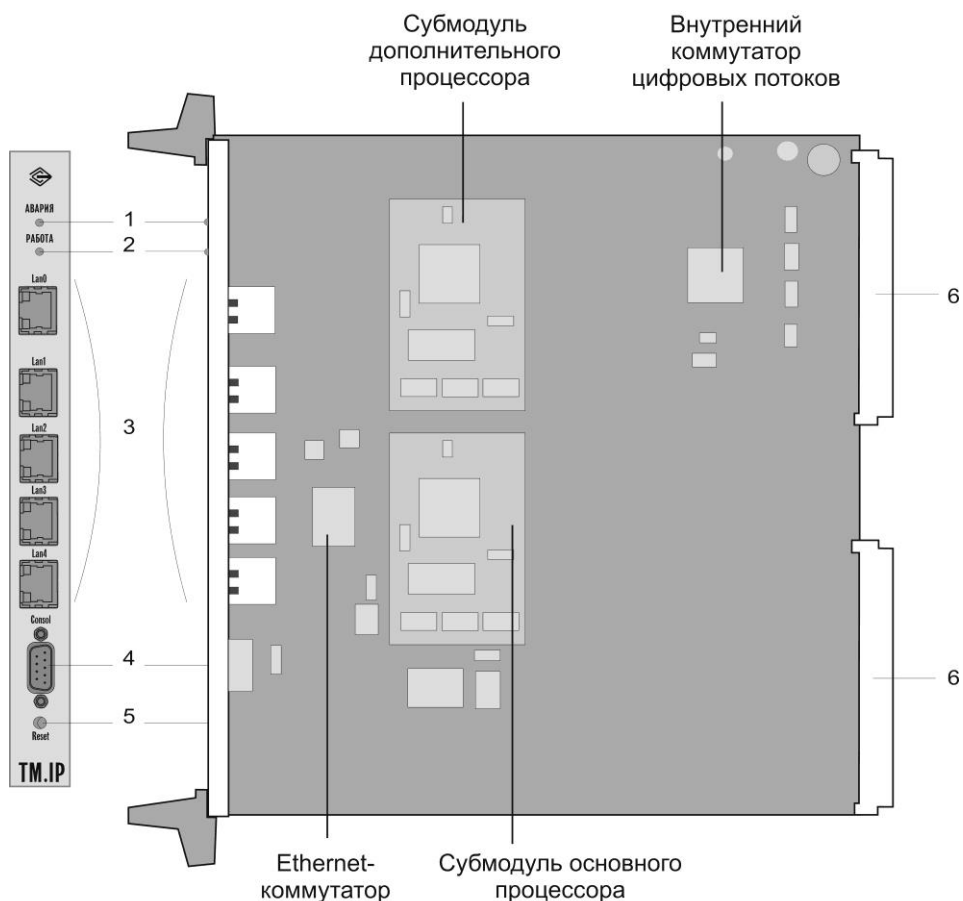 Субмодуль
дополнительного
процессора
Внутренний
коммутатор
цифровых потоков
АВАРИЯ
1
РАБОТА
2
Lan0
6
Lan1
3
Lan2
Lan3
Lan4
Consol
4
6
5
Reset
TM.IP
Ethernet-
коммутатор
Субмодуль основного
процессора